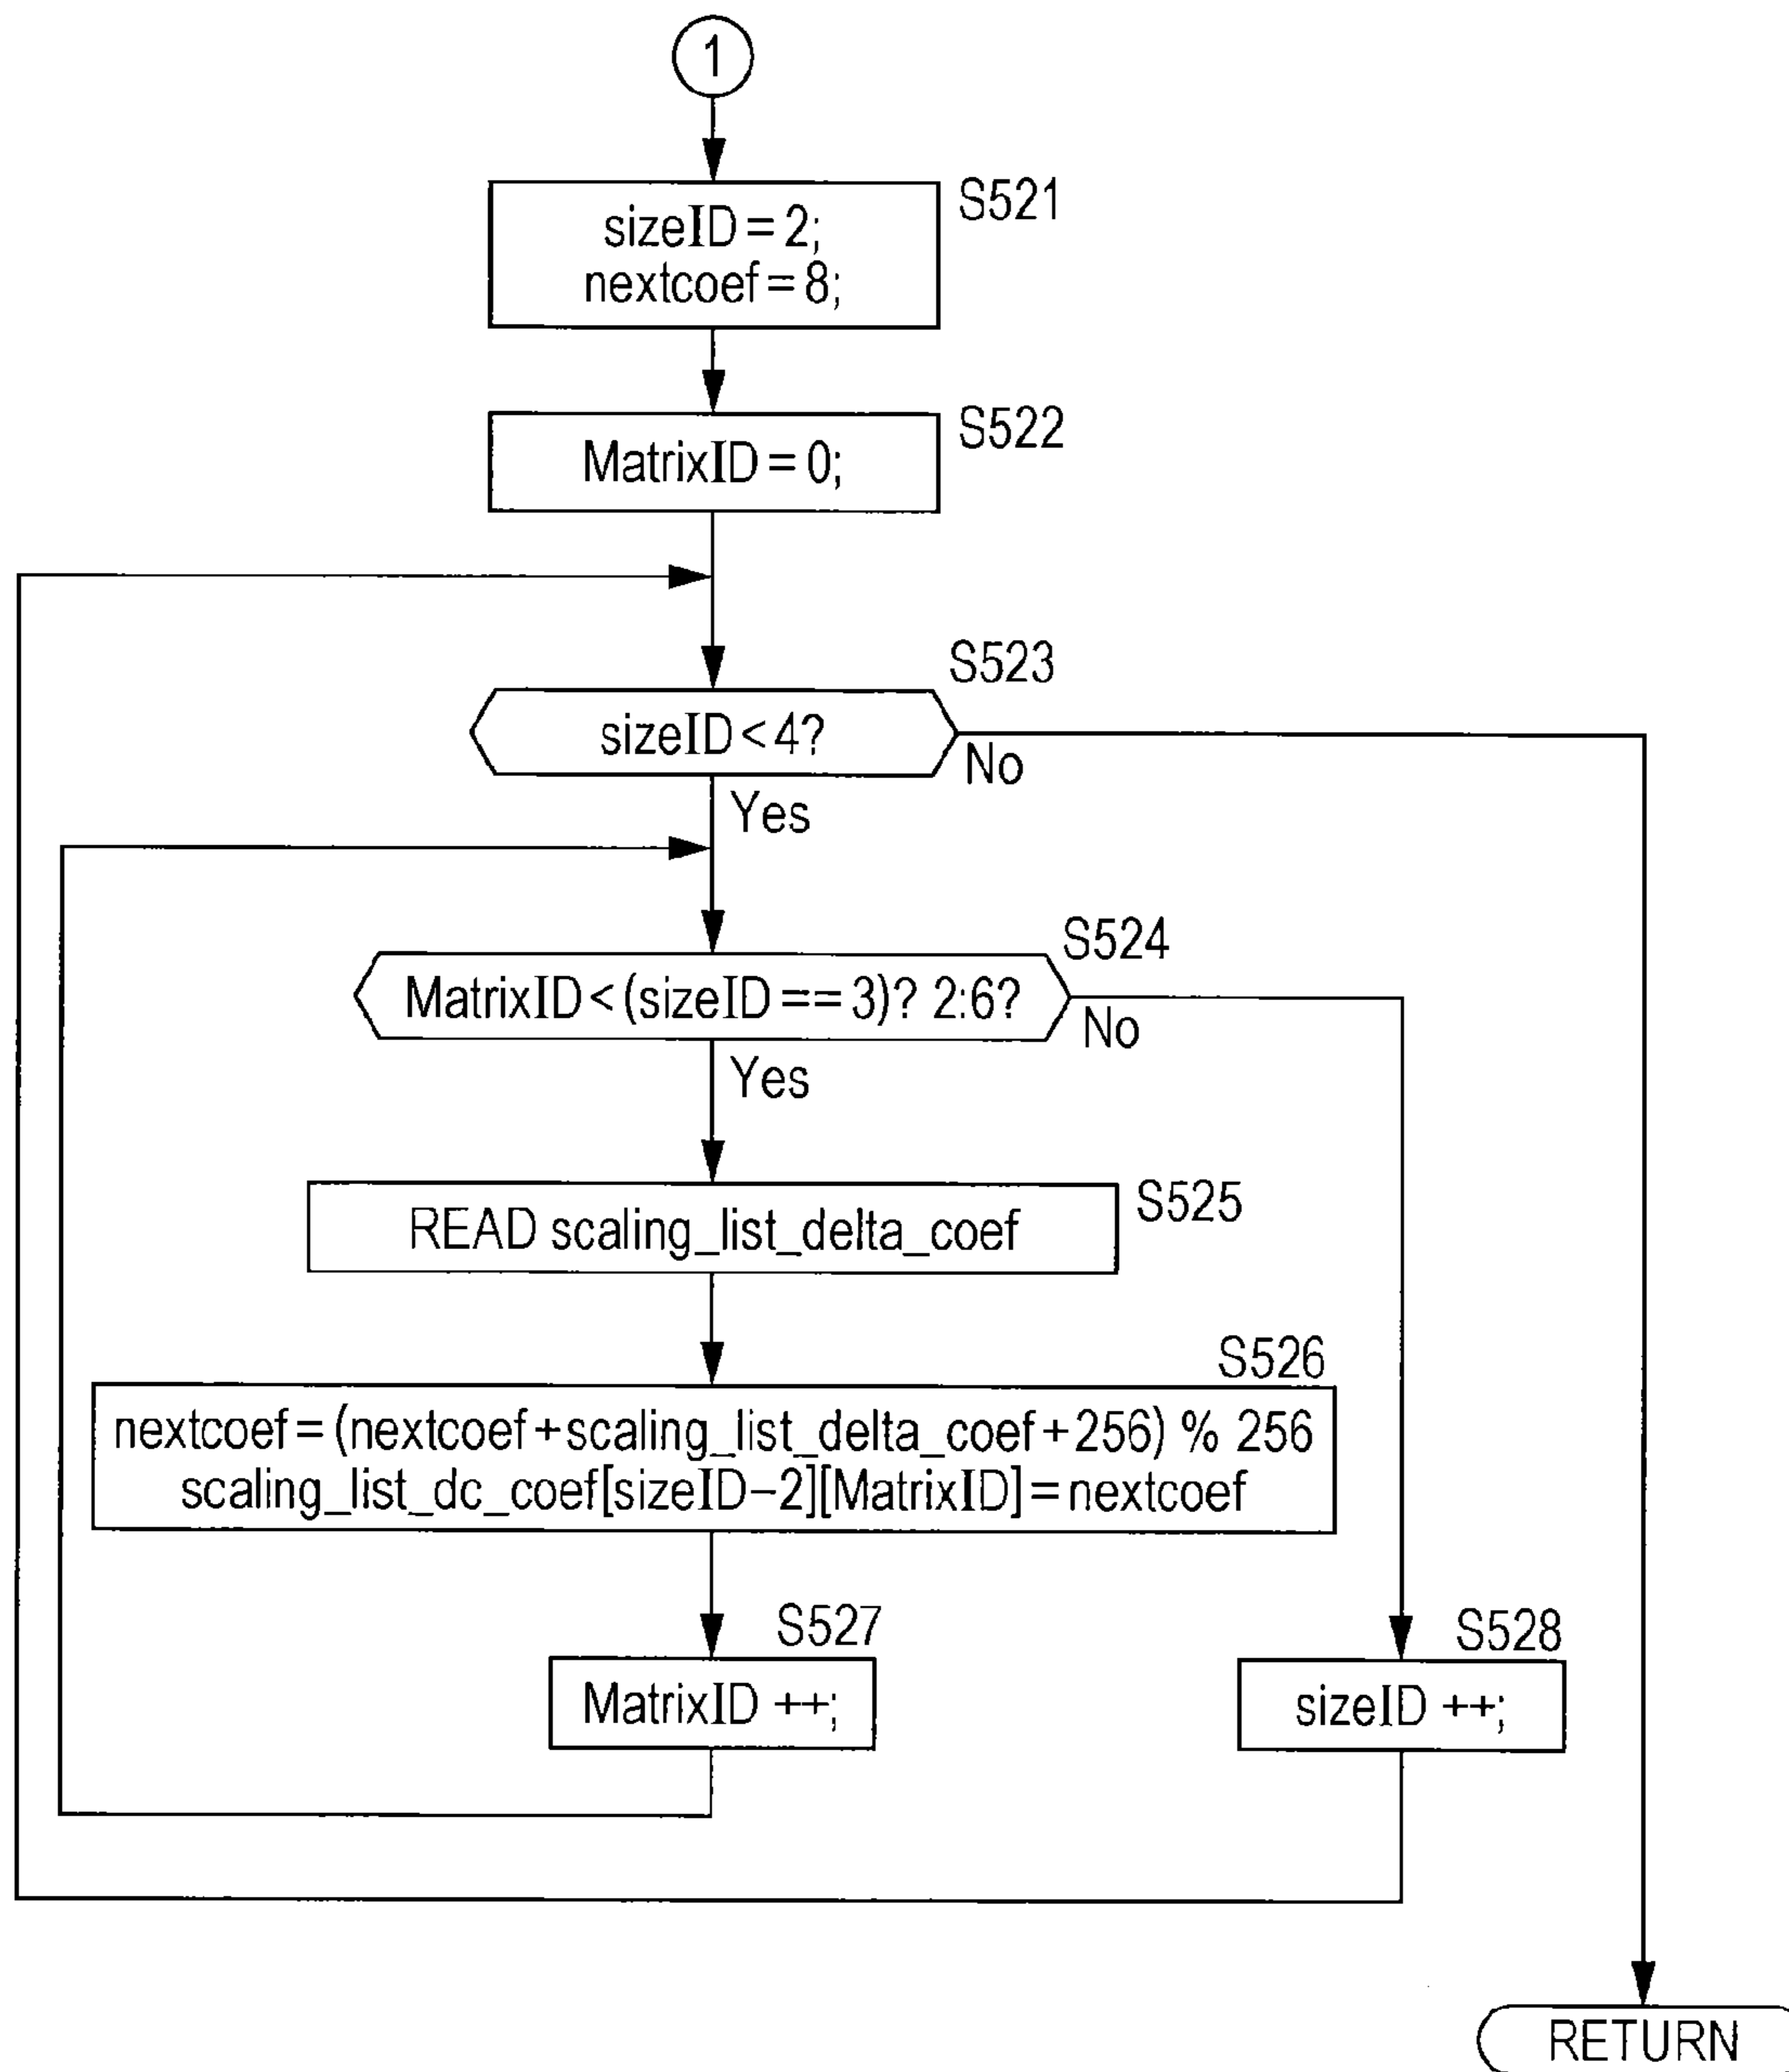 1
S521
sizeID = 2;
nextcoef = 8;
S522
MatrixID = 0;
S523
sizeID < 4?
No
Yes
S524
MatrixID < (sizeID == 3)? 2:6?
No
Yes
S525
READ scaling_list_delta_coef
S526
nextcoef = (nextcoef + scaling_list_delta_coef + 256) % 256
scaling_list_dc_coef[sizeID–2][MatrixID] = nextcoef
S527
MatrixID ++;
S528
sizeID ++;
RETURN